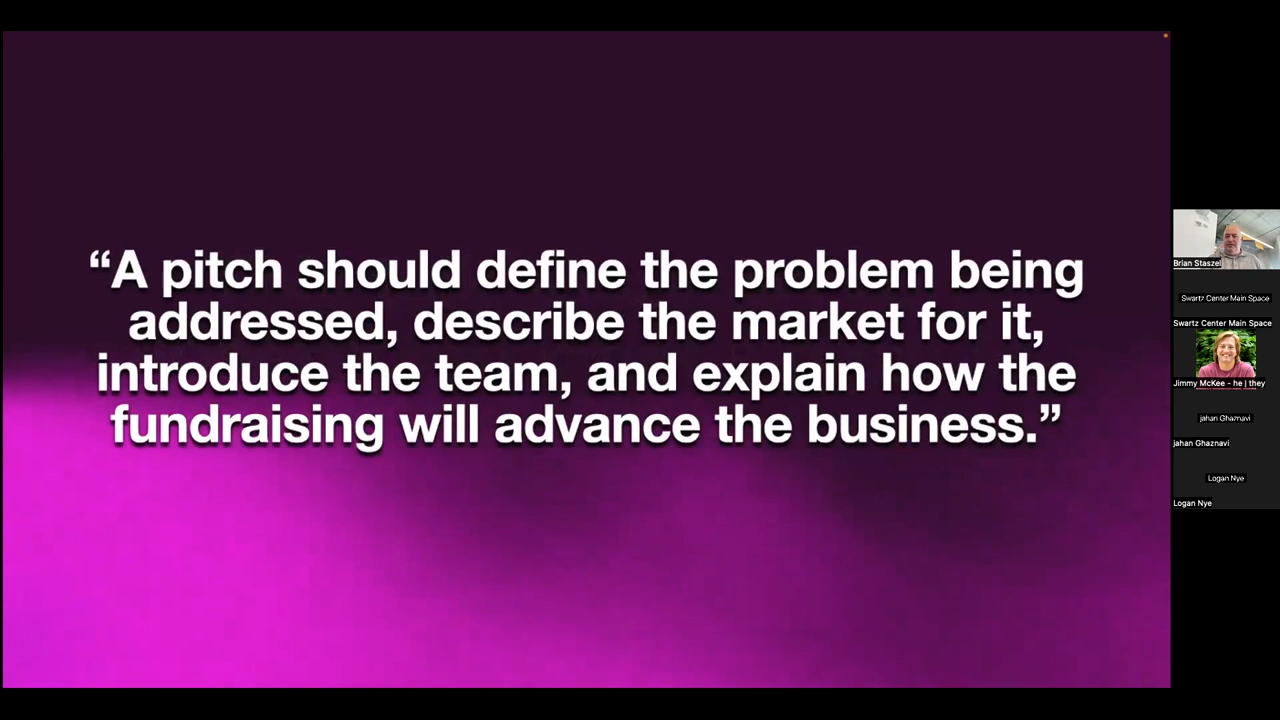 “A pitch should define the problem being
addressed, describe the market for it,
introduce the team, and explain how the
fundraising will advance the business.”
Brian Staszel
Swartz Center Main Space
Swartz Center Main Space
Jimmy McKee - he | they
jahan Ghaznavi
jahan Ghaznavi
Logan Nye
Logan Nye